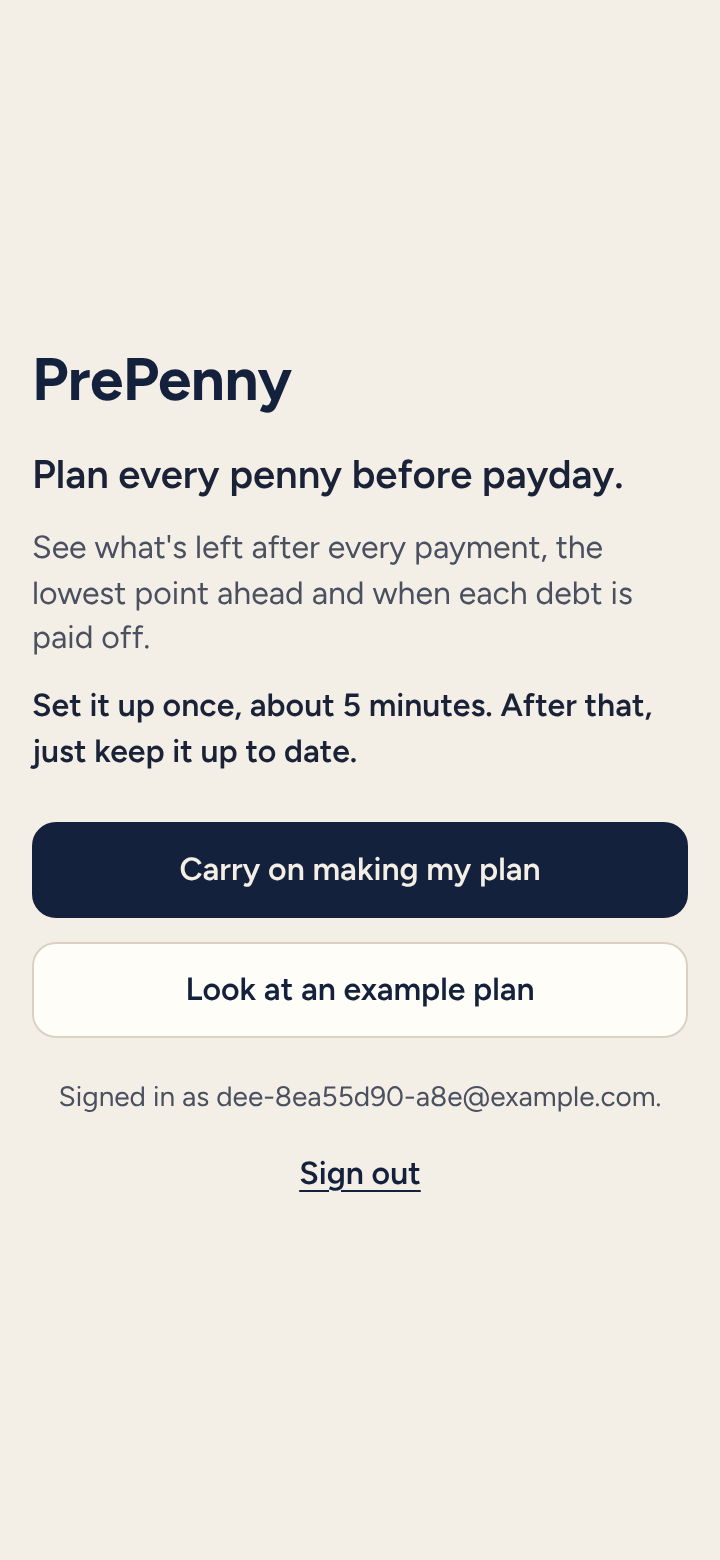 PrePenny
Plan every penny before payday.
See what's left after every payment, the
lowest point ahead and when each debt is
paid off.
Set it up once, about 5 minutes. After that,
just keep it up to date.
Carry on making my plan
Look at an example plan
Signed in as dee-8ea55d90-a8e@example.com.
Sign out